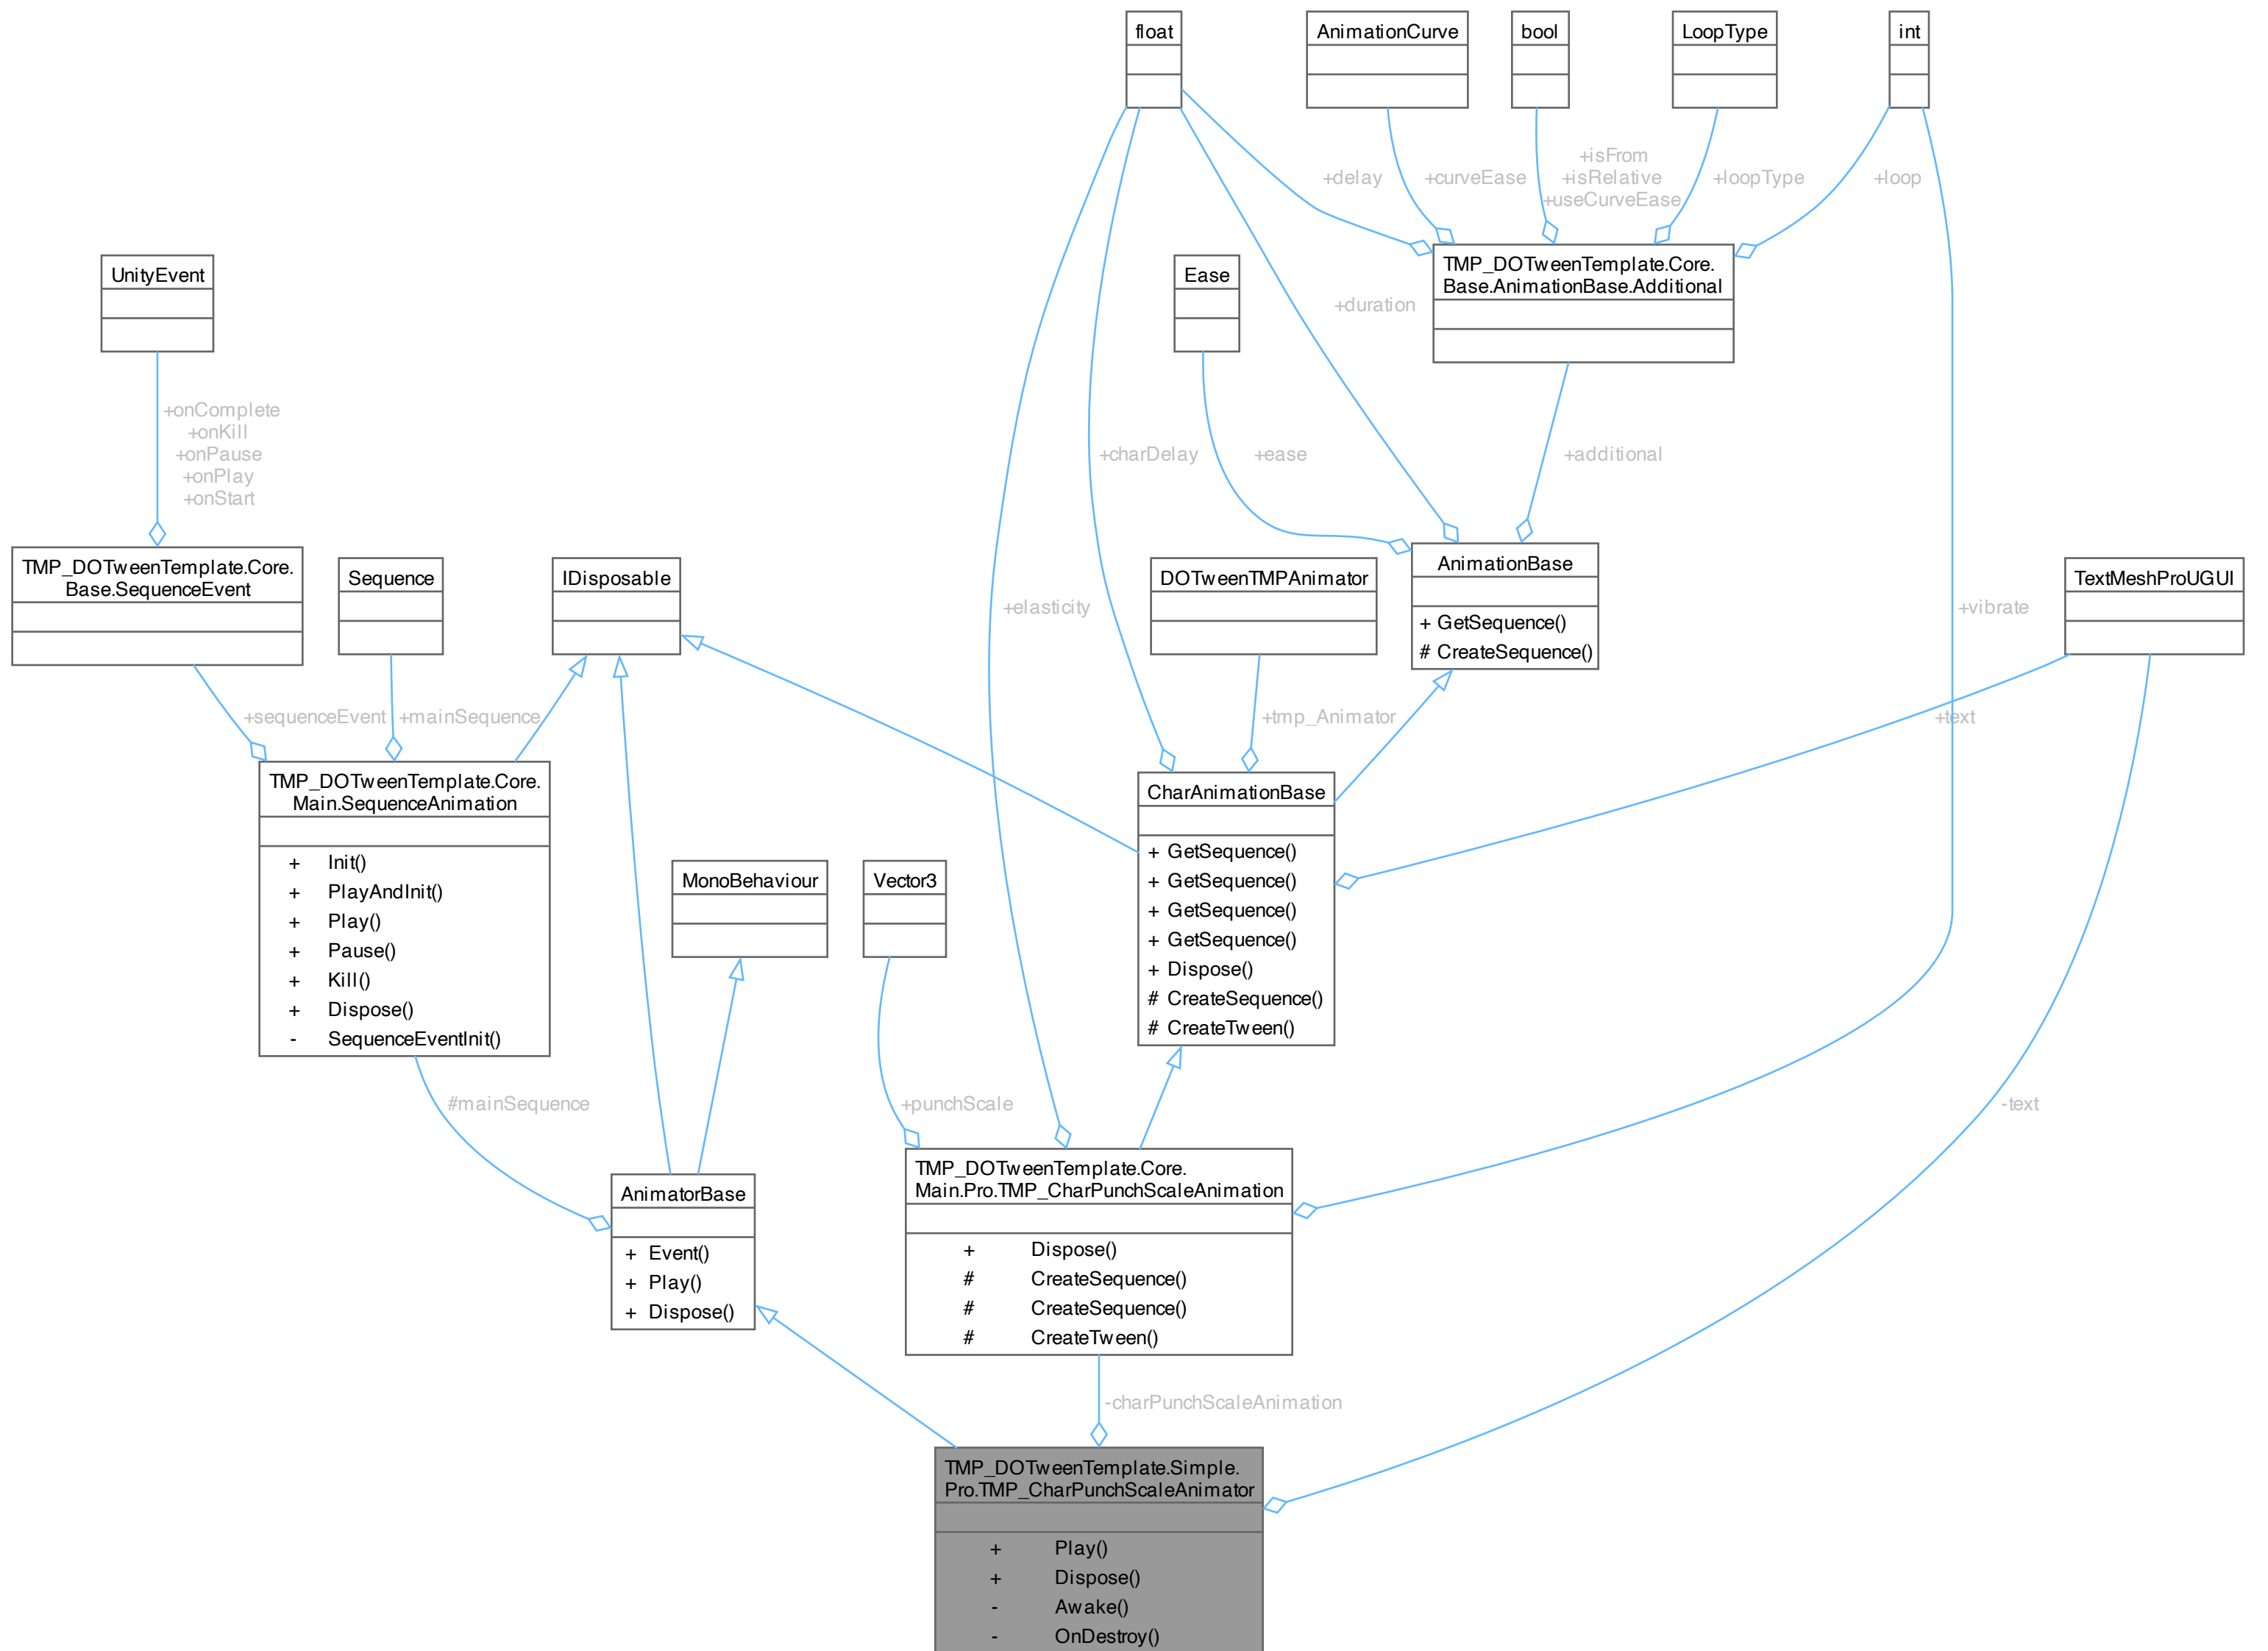 float
AnimationCurve
bool
LoopType
int
+isFrom
+delay
+curveEase
+isRelative
+loopType
+loop
+useCurveEase
UnityEvent
Ease
TMP_DOTweenTemplate.Core.
Base.AnimationBase.Additional
+duration
+onComplete
+onKill
+onPause
+onPlay
+onStart
+charDelay
+ease
+additional
TMP_DOTweenTemplate.Core.
Base.SequenceEvent
Sequence
IDisposable
DOTweenTMPAnimator
AnimationBase
+ GetSequence()
# CreateSequence()
TextMeshProUGUI
+elasticity
+vibrate
+sequenceEvent
+mainSequence
+tmp_Animator
+text
TMP_DOTweenTemplate.Core.
Main.SequenceAnimation
+ Init()
+ PlayAndInit()
+ Play()
+ Pause()
+ Kill()
+ Dispose()
- SequenceEventInit()
MonoBehaviour
Vector3
CharAnimationBase
+ GetSequence()
+ GetSequence()
+ GetSequence()
+ GetSequence()
+ Dispose()
# CreateSequence()
# CreateTween()
#mainSequence
+punchScale
-text
AnimatorBase
+ Event()
+ Play()
+ Dispose()
TMP_DOTweenTemplate.Core.
Main.Pro.TMP_CharPunchScaleAnimation
+ Dispose()
# CreateSequence()
# CreateSequence()
# CreateTween()
-charPunchScaleAnimation
TMP_DOTweenTemplate.Simple.
Pro.TMP_CharPunchScaleAnimator
+ Play()
+ Dispose()
- Awake()
- OnDestroy()